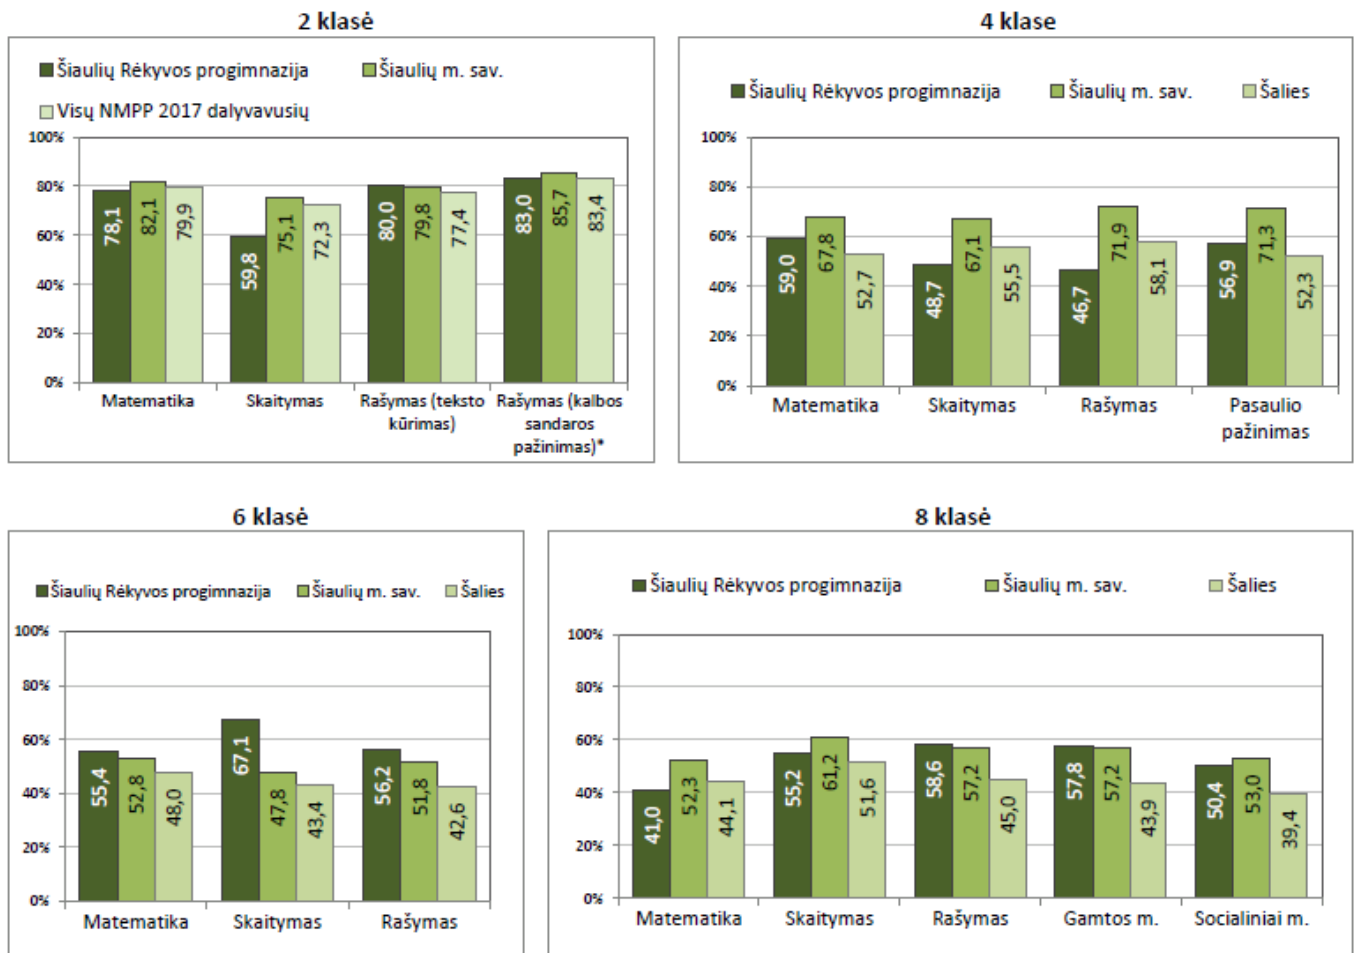 2 klasė
Šiaulių Rėkyvos progimnazija Šiaulių m. sav.
Visų NMPP 2017 dalyvavusių
100%
80%
60%
40%
20%
0%
78,1 82,1 79,9 59,8 75,1 72,3 80,0 79,8 77,4 83,0 85,7 83,4
Matematika Skaitymas Rašymas (teksto Rašymas (kalbos
kūrimas) sandaros
pažinimas)*
4 klase
Šiaulių Rėkyvos progimnazija Šiaulių m. sav. Šalies
100%
80%
60%
40%
20%
0%
59,0 67,8 52,7 48,7 67,1 55,5 46,7 71,9 58,1 56,9 71,3 52,3
Matematika Skaitymas Rašymas Pasaulio
pažinimas
6 klasė
Šiaulių Rėkyvos progimnazija Šiaulių m. sav. Šalies
100%
80%
60%
40%
20%
0%
55,4 52,8 48,0 67,1 47,8 43,4 56,2 51,8 42,6
Matematika Skaitymas Rašymas
8 klasė
Šiaulių Rėkyvos progimnazija Šiaulių m. sav. Šalies
100%
80%
60%
40%
20%
0%
41,0 52,3 44,1 55,2 61,2 51,6 58,6 57,2 45,0 57,8 57,2 43,9 50,4 53,0 39,4
Matematika Skaitymas Rašymas Gamtos m. Socialiniai m.